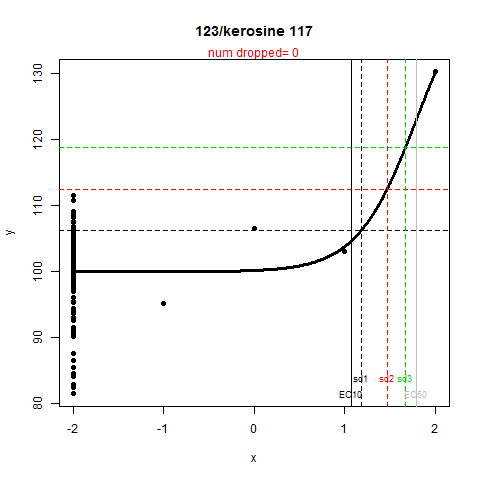 123/kerosine 117
num dropped= 0
130
120
110
100
90
80
y
sd1 sd2 sd3
EC10 EC50
-2 -1 0 1 2
x